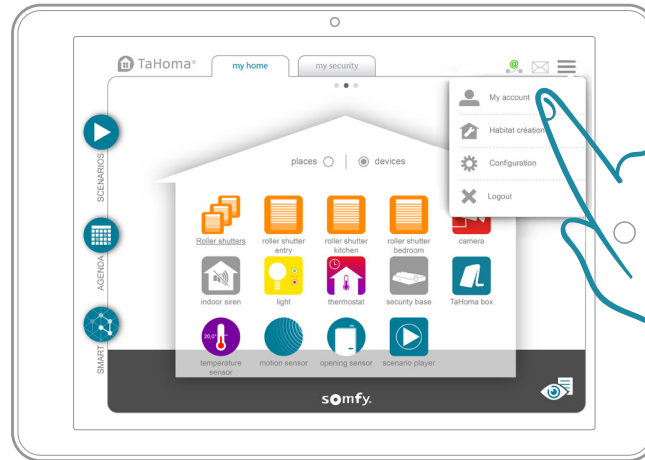 TaHoma®
my home
my security
@
My account
Habitat création
Configuration
Logout
places
devices
SCENARIOS
AGENDA
SMART
Roller shutters
roller shutter
entry
roller shutter
kitchen
roller shutter
bedroom
camera
indoor siren
light
thermostat
security base
TaHoma box
20,0°
temperature
sensor
motion sensor
opening sensor
scenario player
somfy.